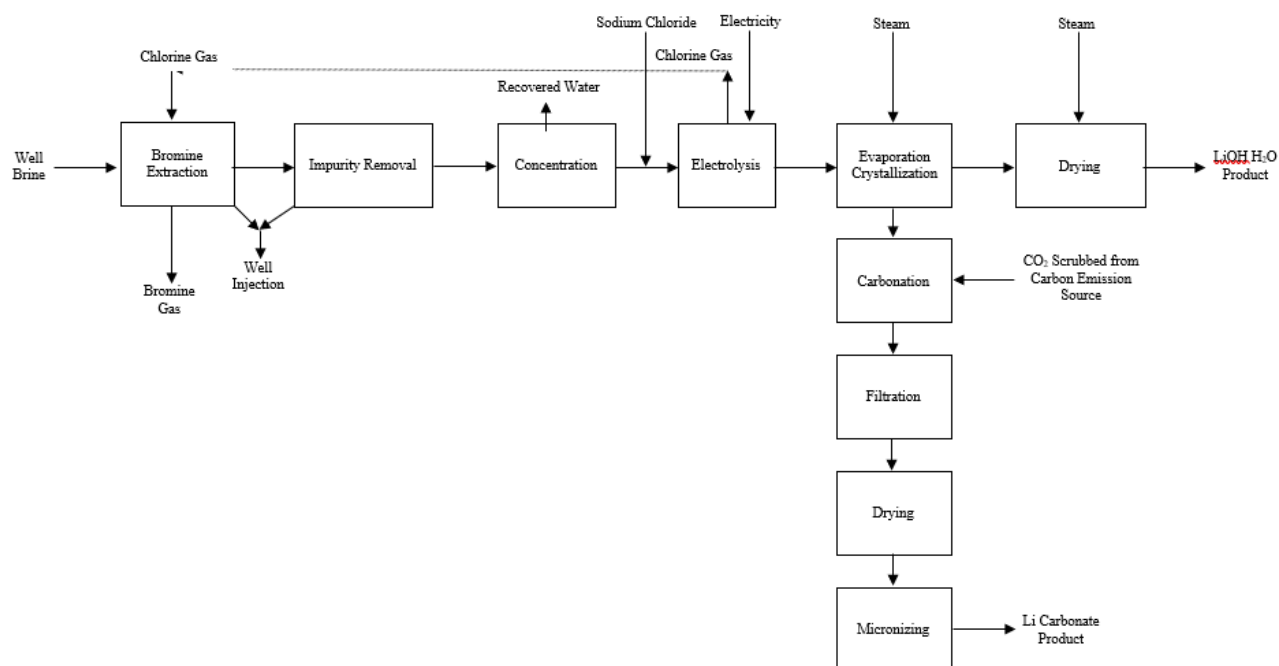 Sodium Chloride
Electricity
Steam
Steam
Chlorine Gas
Chlorine Gas
Recovered Water
Well
Brine
Bromine
Extraction
Impurity Removal
Concentration
Electrolysis
Evaporation
Crystallization
Drying
LiOH H₂O
Product
Well
Injection
Bromine
Gas
Carbonation
CO₂ Scrubbed from
Carbon Emission
Source
Filtration
Drying
Micronizing
Li Carbonate
Product